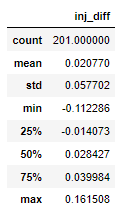 inj_diff
count 201.000000
mean 0.020770
std 0.057702
min -0.112286
25% -0.014073
50% 0.028427
75% 0.039984
max 0.161508